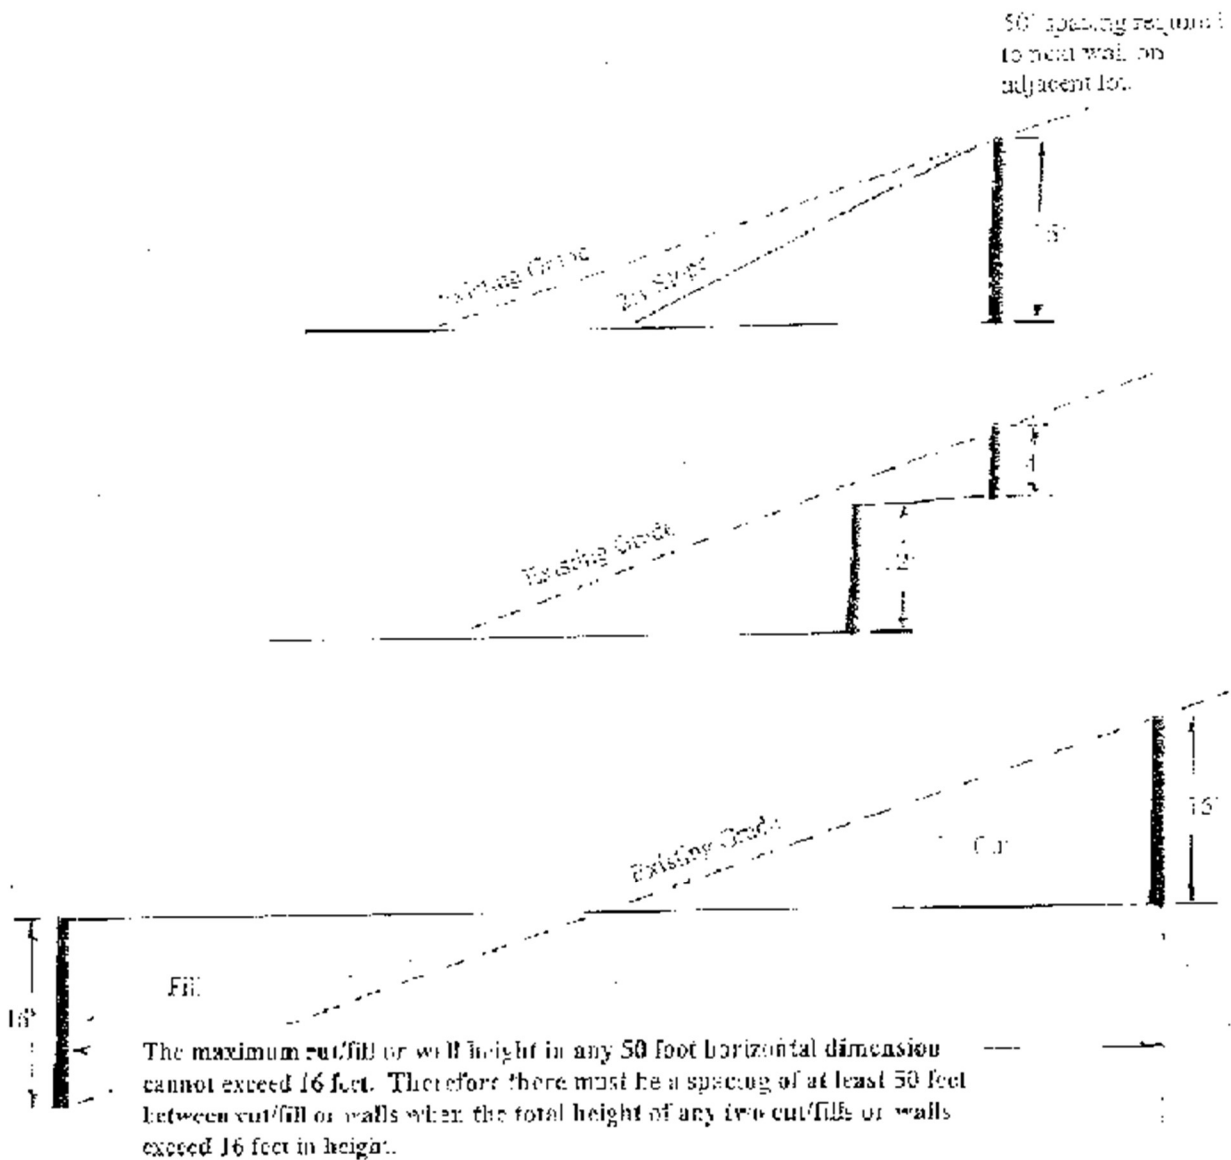 50' spacing required
to next wall on
adjacent lot.
16'
Existing Grade
2:1 Slope
4'
12'
Existing Grade
16'
Existing Grade
Cut
Fill
16'
The maximum cut/fill or wall height in any 50 foot horizontal dimension
cannot exceed 16 feet. Therefore there must be a spacing of at least 50 feet
between cut/fill or walls when the total height of any two cut/fills or walls
exceed 16 feet in height.